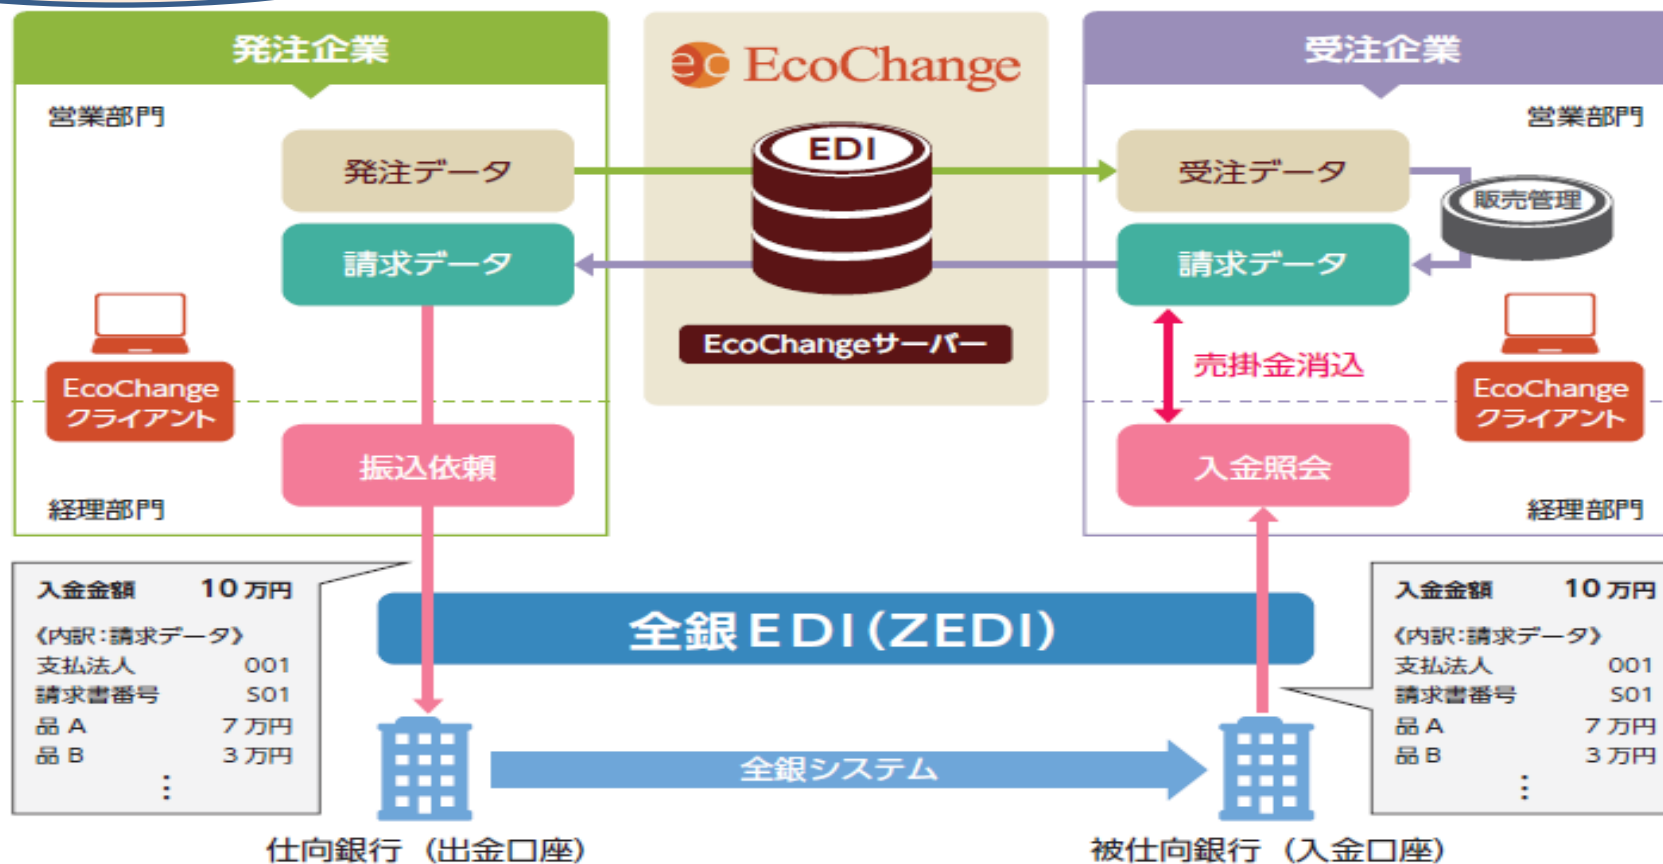 発注企業
営業部門
発注データ
請求データ
EcoChange
クライアント
振込依頼
経理部門
ec EcoChange
EDI
EcoChangeサーバー
受注企業
営業部門
受注データ
販売管理
請求データ
売掛金消込
EcoChange
クライアント
入金照会
経理部門
入金金額 10万円
《内訳:請求データ》
支払法人 001
請求書番号 S01
品A 7万円
品B 3万円
⋮
全銀EDI(ZEDI)
全銀システム
入金金額 10万円
《内訳:請求データ》
支払法人 001
請求書番号 S01
品A 7万円
品B 3万円
⋮
仕向銀行(出金口座)
被仕向銀行(入金口座)